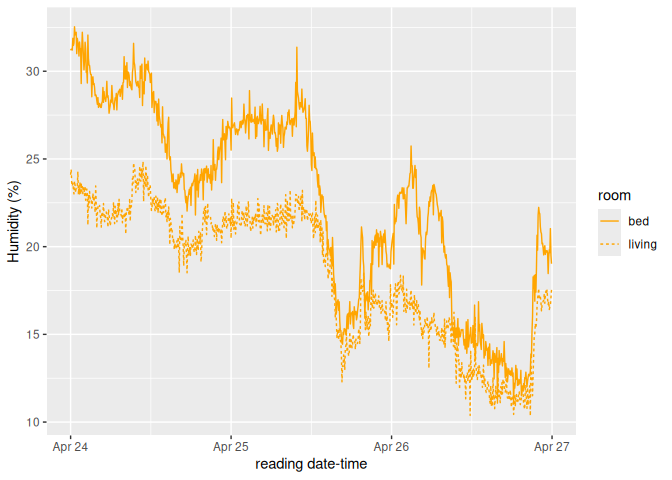 30
25
20
15
10
Humidity (%)
Apr 24
Apr 25
Apr 26
Apr 27
reading date-time
room
bed
living